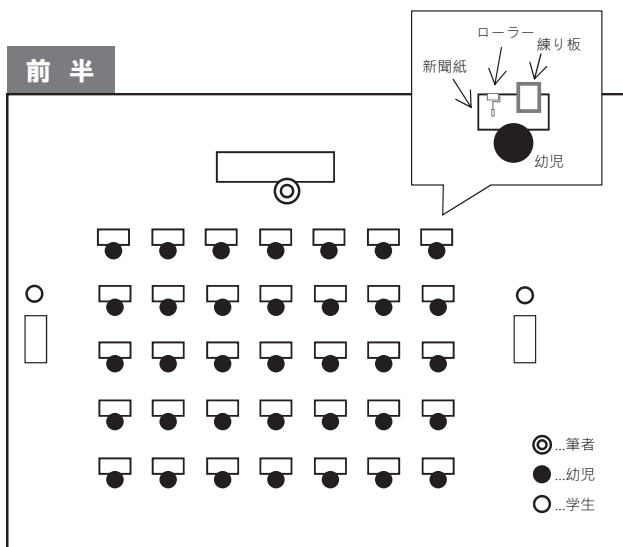 前 半
ローラー
練り板
新聞紙
幼児
...筆者
...幼児
...学生